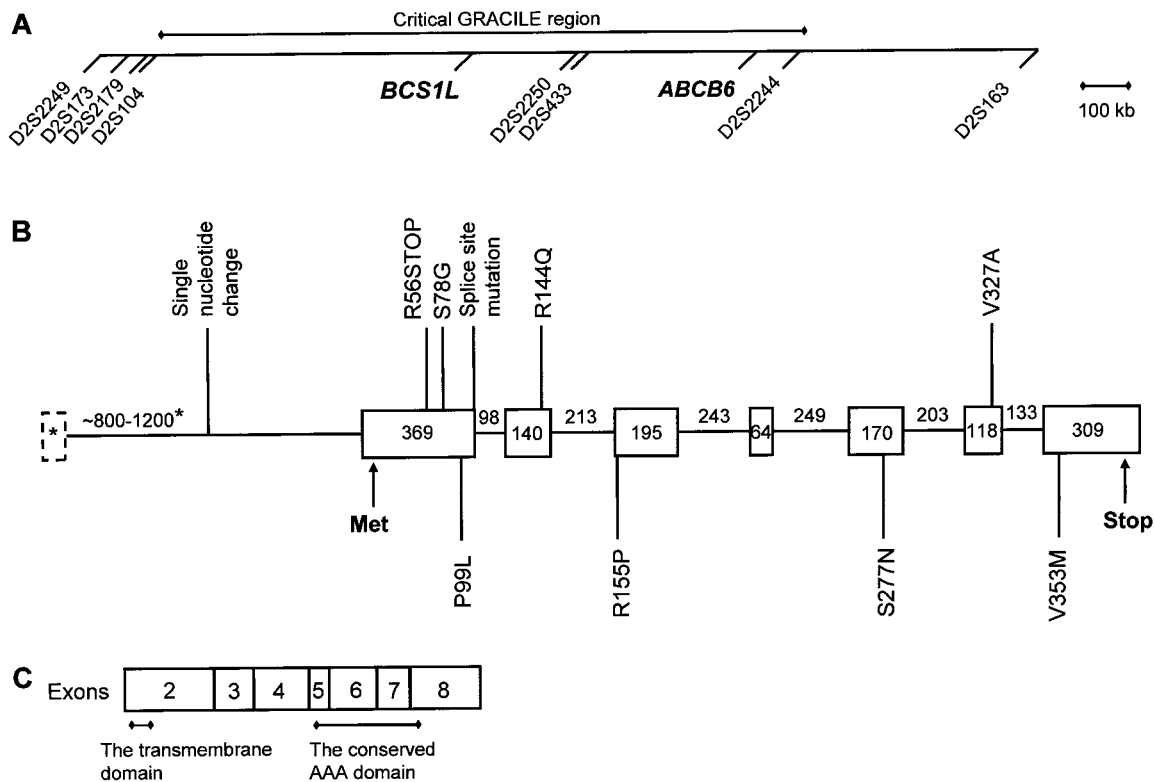 A
Critical GRACILE region
D2S2249
D2S173
D2S2179
D2S104
BCS1L
D2S2250
D2S433
ABCB6
D2S2244
D2S163
100 kb
B
Single
nucleotide
change
R56STOP
S78G
Splice site
mutation
R144Q
V327A
*
~800-1200*
369
98
140
213
195
243
64
249
170
203
118
133
309
Met
Stop
P99L
R155P
S277N
V353M
C
Exons
2
3
4
5
6
7
8
The transmembrane
domain
The conserved
AAA domain